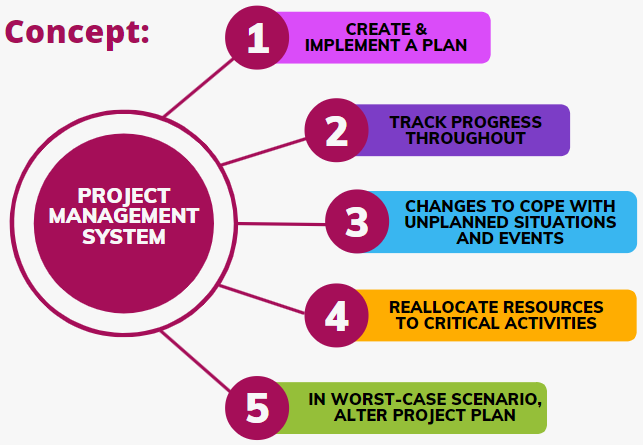 Concept:
1
CREATE &
IMPLEMENT A PLAN
2
TRACK PROGRESS
THROUGHOUT
PROJECT
MANAGEMENT
SYSTEM
3
CHANGES TO COPE WITH
UNPLANNED SITUATIONS
AND EVENTS
4
REALLOCATE RESOURCES
TO CRITICAL ACTIVITIES
5
IN WORST-CASE SCENARIO,
ALTER PROJECT PLAN